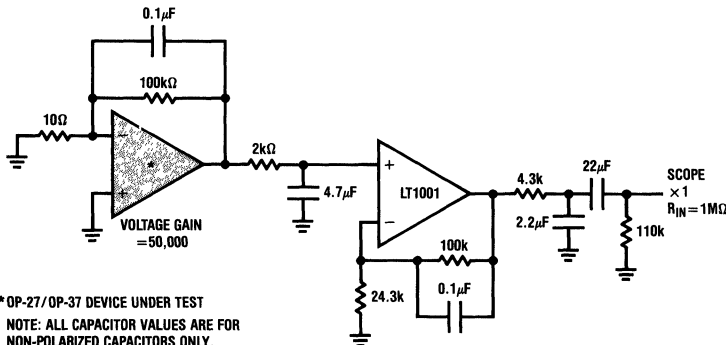 0.1μF
100kΩ
10Ω
−
*
+
VOLTAGE GAIN
=50,000
2kΩ
4.7μF
+
LT1001
−
24.3k
100k
0.1μF
4.3k
2.2μF
22μF
110k
SCOPE
×1
RIN=1MΩ
*OP-27/OP-37 DEVICE UNDER TEST
NOTE: ALL CAPACITOR VALUES ARE FOR
NON-POLARIZED CAPACITORS ONLY.